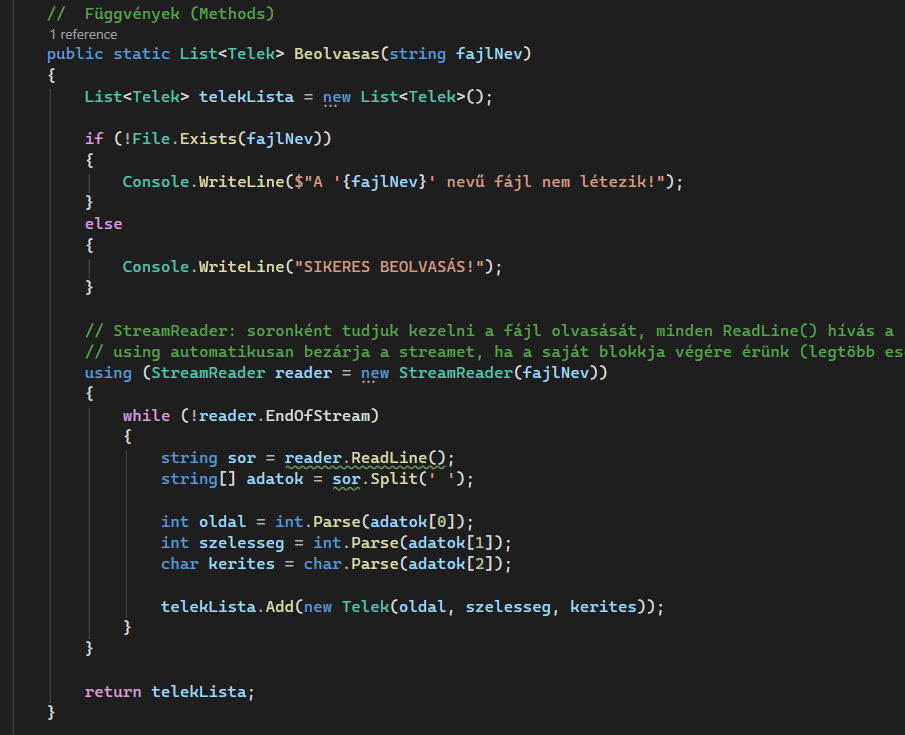 //  Függvények (Methods)
1 reference
public static List<Telek> Beolvasas(string fajlNev)
{
    List<Telek> telekLista = new List<Telek>();
    if (!File.Exists(fajlNev))
    {
        Console.WriteLine($"A '{fajlNev}' nevű fájl nem létezik!");
    }
    else
    {
        Console.WriteLine("SIKERES BEOLVASÁS!");
    }
    // StreamReader: soronként tudjuk kezelni a fájl olvasását, minden ReadLine() hívás a
    // using automatikusan bezárja a streamet, ha a saját blokkja végére érünk (legtöbb es
    using (StreamReader reader = new StreamReader(fajlNev))
    {
        while (!reader.EndOfStream)
        {
            string sor = reader.ReadLine();
            string[] adatok = sor.Split(' ');
            int oldal = int.Parse(adatok[0]);
            int szelesseg = int.Parse(adatok[1]);
            char kerites = char.Parse(adatok[2]);
            telekLista.Add(new Telek(oldal, szelesseg, kerites));
        }
    }
    return telekLista;
}